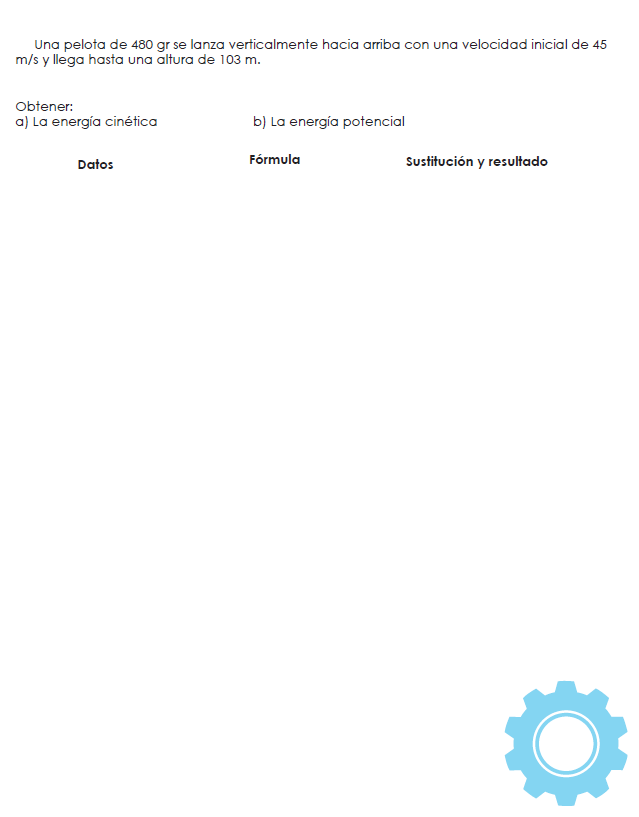 Una pelota de 480 gr se lanza verticalmente hacia arriba con una velocidad inicial de 45
m/s y llega hasta una altura de 103 m.
Obtener:
a) La energía cinética b) La energía potencial
Datos Fórmula Sustitución y resultado